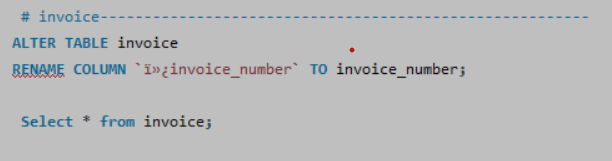 # invoice------------------------------------------------------
ALTER TABLE invoice
RENAME COLUMN `ï»¿invoice_number` TO invoice_number;
Select * from invoice;